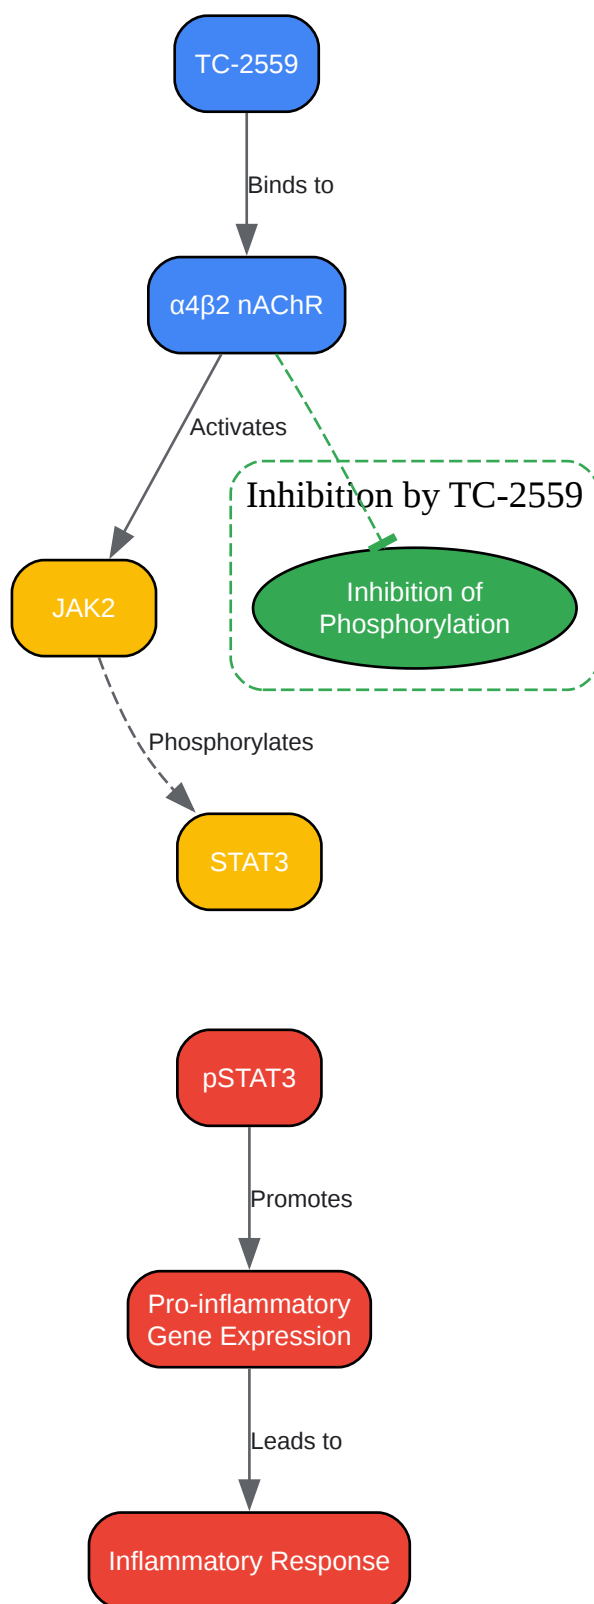 TC-2559
Binds to
α4β2 nAChR
Activates
Inhibition by TC-2559
Inhibition of
Phosphorylation
JAK2
Phosphorylates
STAT3
pSTAT3
Promotes
Pro-inflammatory
Gene Expression
Leads to
Inflammatory Response